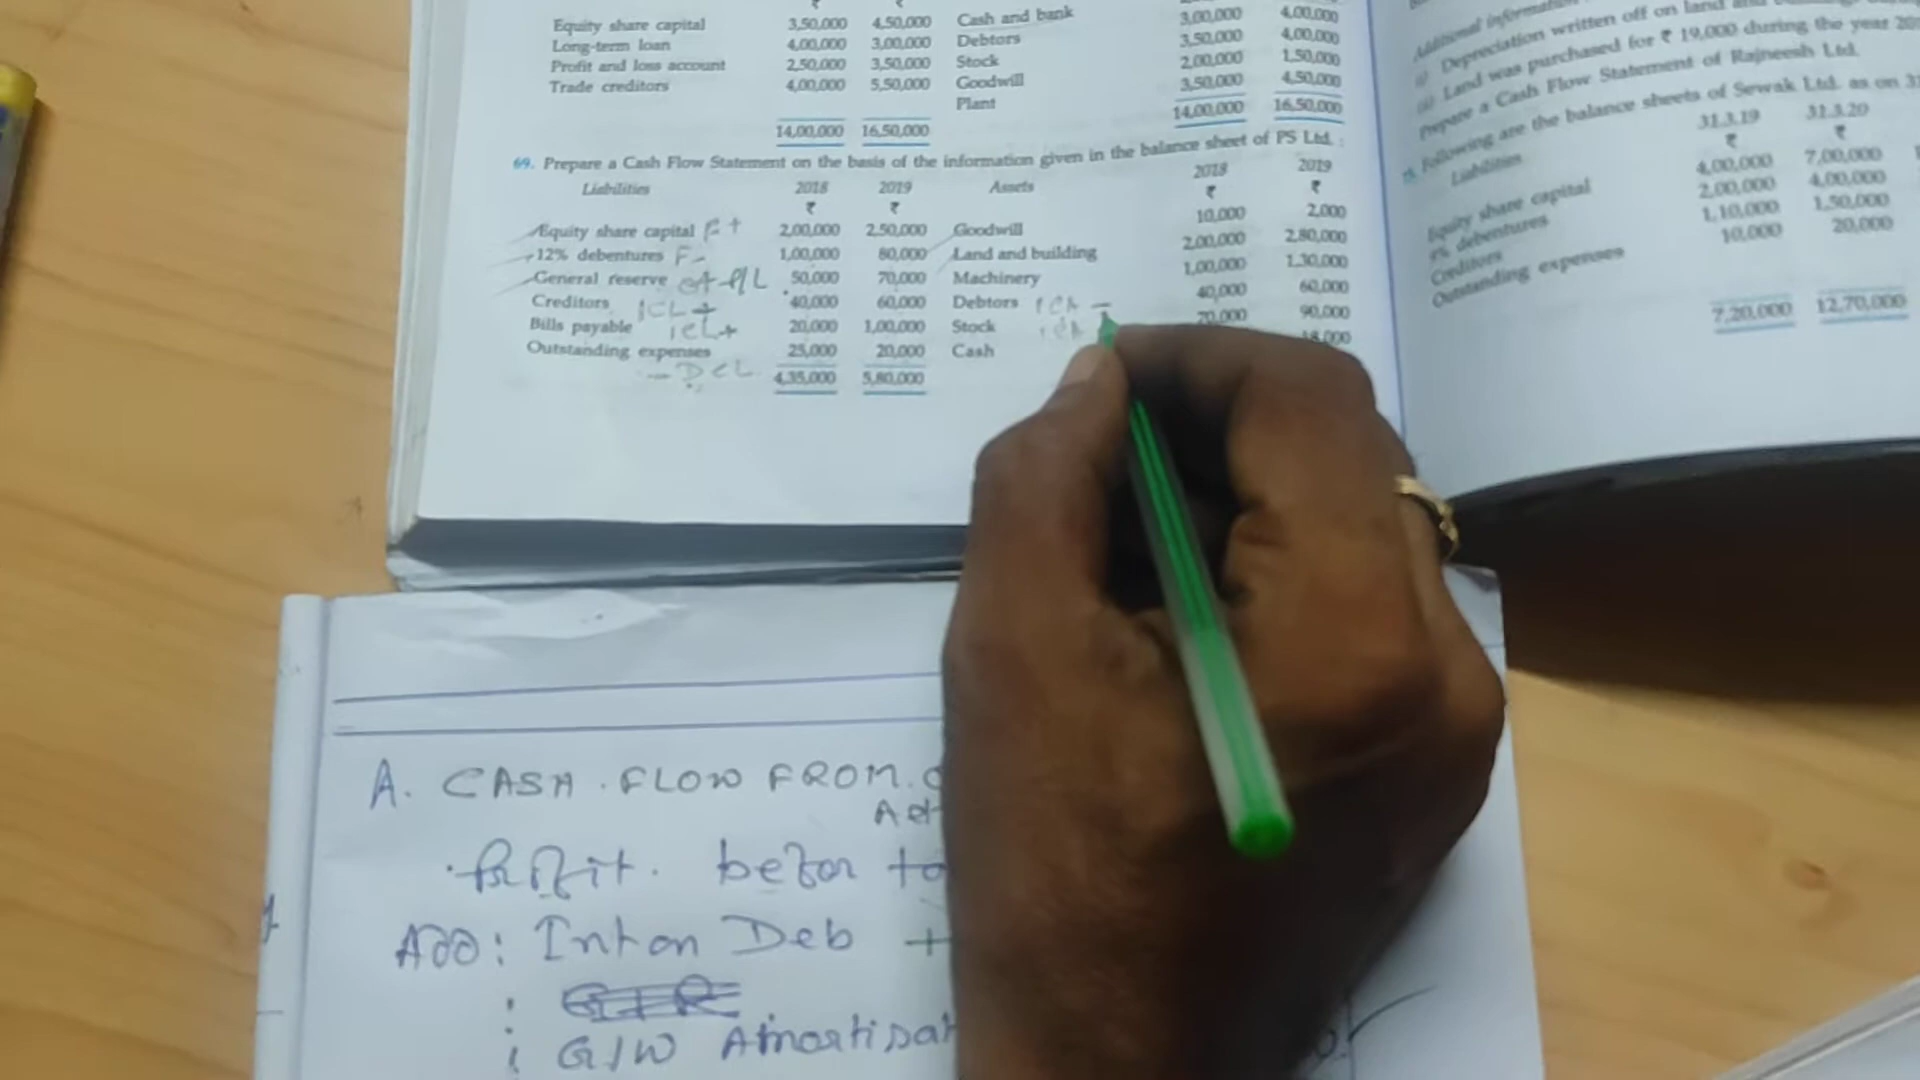 Equity share capital 3,50,000 4,50,000 Cash and bank 3,00,000 4,00,000
Long-term loan 4,00,000 3,00,000 Debtors 3,50,000 4,00,000
Profit and loss account 2,50,000 3,50,000 Stock 2,00,000 1,50,000
Trade creditors 4,00,000 5,50,000 Goodwill 3,50,000 4,50,000
Plant
14,00,000 16,50,000 14,00,000 16,50,000
69. Prepare a Cash Flow Statement on the basis of the information given in the balance sheet of PS Ltd. :
Liabilities 2018 2019 Assets 2018 2019
₹ ₹ ₹ ₹
Equity share capital F+ 2,00,000 2,50,000 Goodwill 10,000 2,000
12% debentures F- 1,00,000 80,000 Land and building 2,00,000 2,80,000
General reserve 50,000 70,000 Machinery 1,00,000 1,30,000
Creditors ICL+ 40,000 60,000 Debtors ICA - 40,000 60,000
Bills payable ICL+ 20,000 1,00,000 Stock ICA 70,000 90,000
Outstanding expenses 25,000 20,000 Cash 18,000
- DCL
4,35,000 5,80,000
Additional information
Depreciation written off on land and
Land was purchased for ₹ 19,000 during the year
Prepare a Cash Flow Statement of Rajneesh Ltd.
Following are the balance sheets of Sewak Ltd. as on
Liabilities 31.3.19 31.3.20
₹ ₹
Equity share capital 4,00,000 7,00,000
debentures 2,00,000 4,00,000
Creditors 1,10,000 1,50,000
Outstanding expenses 10,000 20,000
7,20,000 12,70,000
A. CASH FLOW FROM
Profit befor
ADD: Int on Deb +
: G/W Amortisat